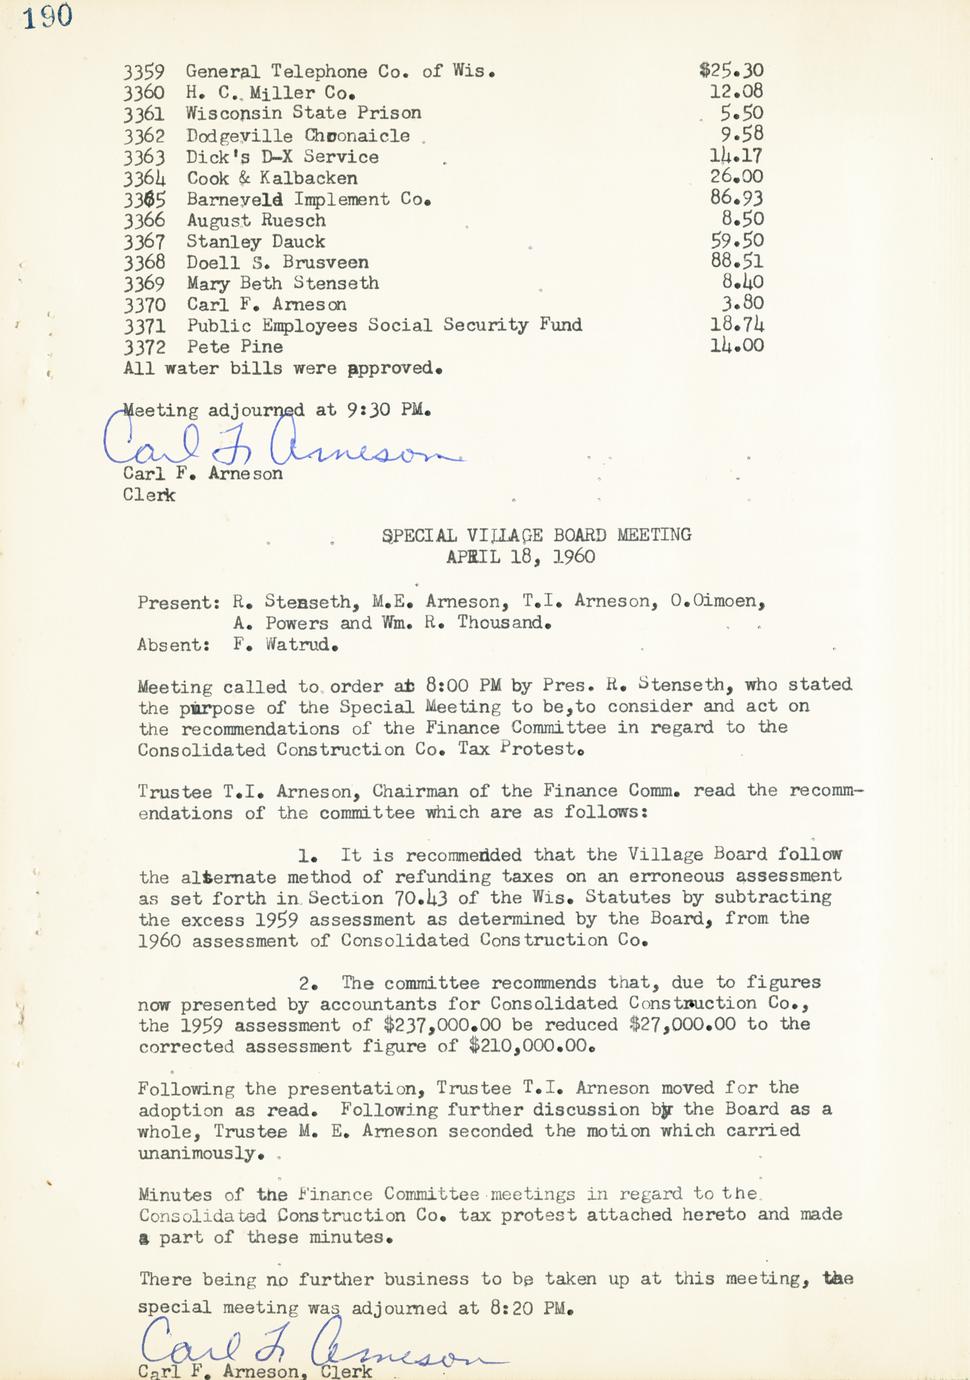 190
3359 General Telephone Co. of Wis. $25.30
3360 H. C. Miller Co. 12.08
3361 Wisconsin State Prison 5.50
3362 Dodgeville Chronaicle 9.58
3363 Dick's D-X Service 14.17
3364 Cook & Kalbacken 26.00
3365 Barneveld Implement Co. 86.93
3366 August Ruesch 8.50
3367 Stanley Dauck 59.50
3368 Doell S. Brusveen 88.51
3369 Mary Beth Stenseth 8.40
3370 Carl F. Arneson 3.80
3371 Public Employees Social Security Fund 18.74
3372 Pete Pine 14.00
All water bills were approved.
Meeting adjourned at 9:30 PM.
Carl F. Arneson
Carl F. Arneson
Clerk
SPECIAL VILLAGE BOARD MEETING
APRIL 18, 1960
Present: R. Stenseth, M.E. Arneson, T.I. Arneson, O.Oimoen,
A. Powers and Wm. R. Thousand.
Absent: F. Watrud.
Meeting called to order at 8:00 PM by Pres. R. Stenseth, who stated
the purpose of the Special Meeting to be,to consider and act on
the recommendations of the Finance Committee in regard to the
Consolidated Construction Co. Tax Protest.
Trustee T.I. Arneson, Chairman of the Finance Comm. read the recomm-
endations of the committee which are as follows:
1. It is recommended that the Village Board follow
the alternate method of refunding taxes on an erroneous assessment
as set forth in Section 70.43 of the Wis. Statutes by subtracting
the excess 1959 assessment as determined by the Board, from the
1960 assessment of Consolidated Construction Co.
2. The committee recommends that, due to figures
now presented by accountants for Consolidated Construction Co.,
the 1959 assessment of $237,000.00 be reduced $27,000.00 to the
corrected assessment figure of $210,000.00.
Following the presentation, Trustee T.I. Arneson moved for the
adoption as read. Following further discussion by the Board as a
whole, Trustee M. E. Arneson seconded the motion which carried
unanimously.
Minutes of the Finance Committee meetings in regard to the
Consolidated Construction Co. tax protest attached hereto and made
a part of these minutes.
There being no further business to be taken up at this meeting, the
special meeting was adjourned at 8:20 PM.
Carl F. Arneson
Carl F. Arneson, Clerk